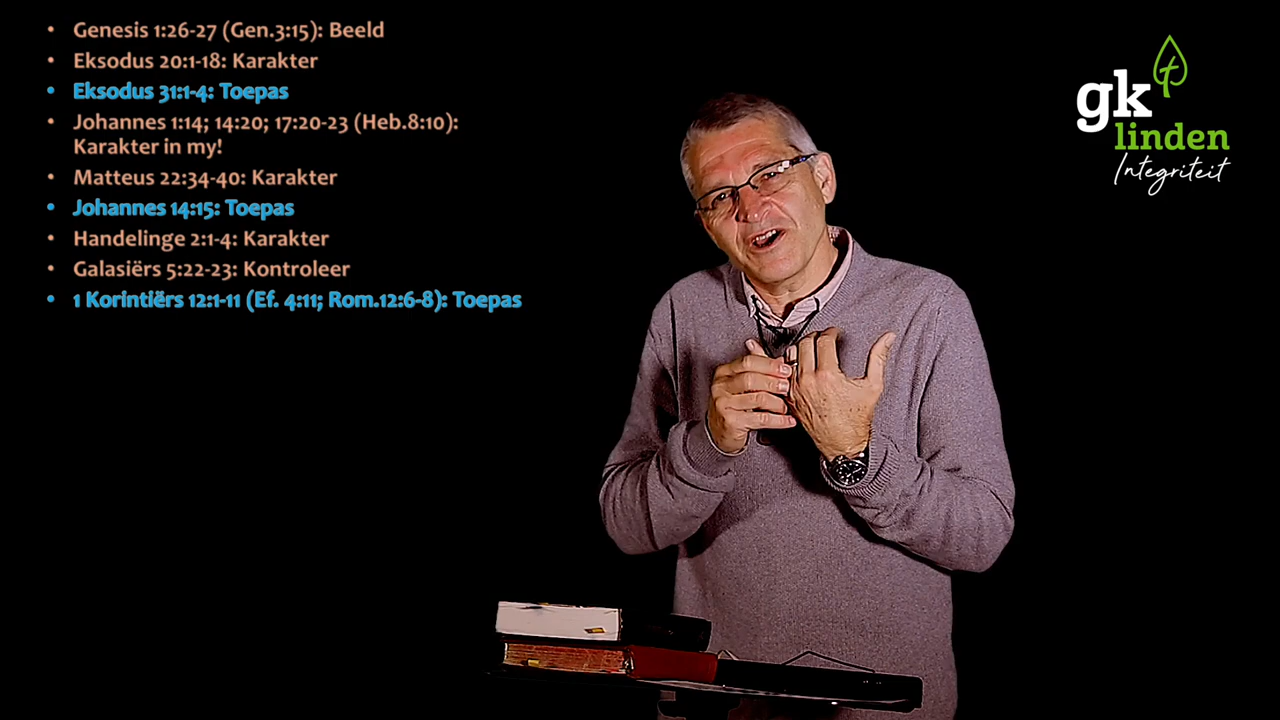 • Genesis 1:26-27 (Gen.3:15): Beeld
• Eksodus 20:1-18: Karakter
• Eksodus 31:1-4: Toepas
• Johannes 1:14; 14:20; 17:20-23 (Heb.8:10):
Karakter in my!
• Matteus 22:34-40: Karakter
• Johannes 14:15: Toepas
• Handelinge 2:1-4: Karakter
• Galasiërs 5:22-23: Kontroleer
• 1 Korintiërs 12:1-11 (Ef. 4:11; Rom.12:6-8): Toepas
gk
linden
Integriteit